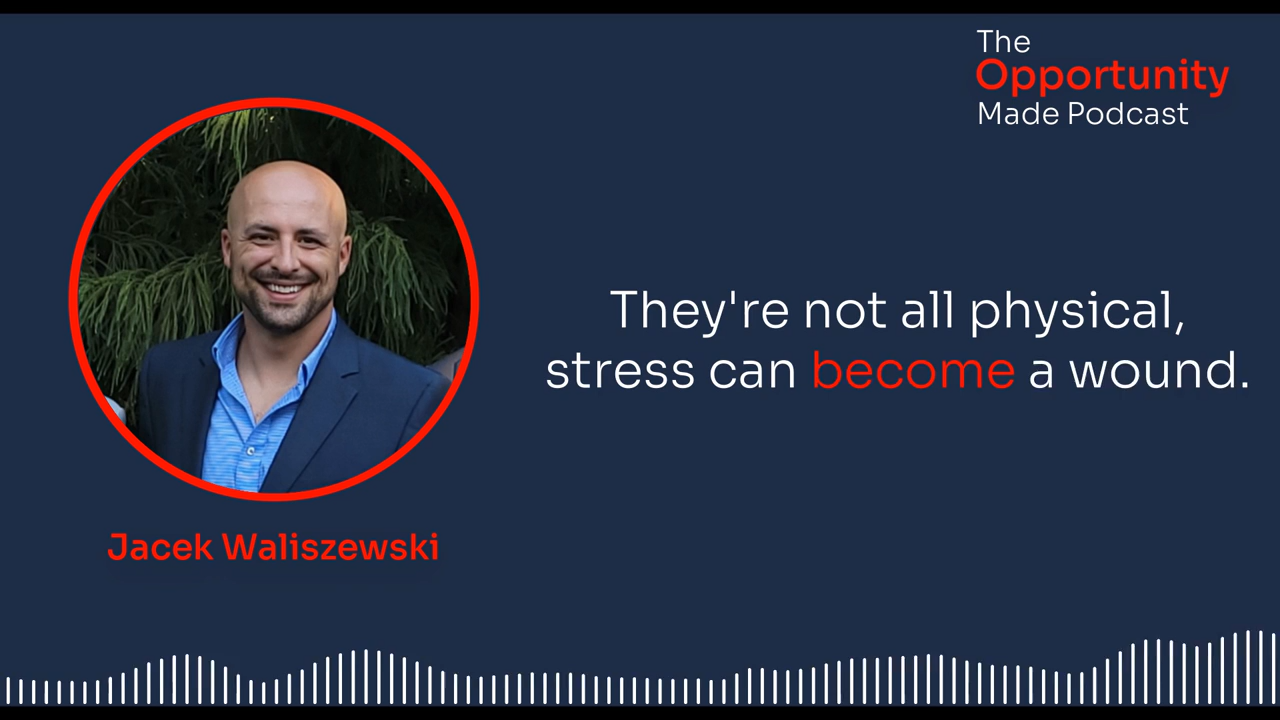 The
Opportunity
Made Podcast
They're not all physical,
stress can become a wound.
Jacek Waliszewski